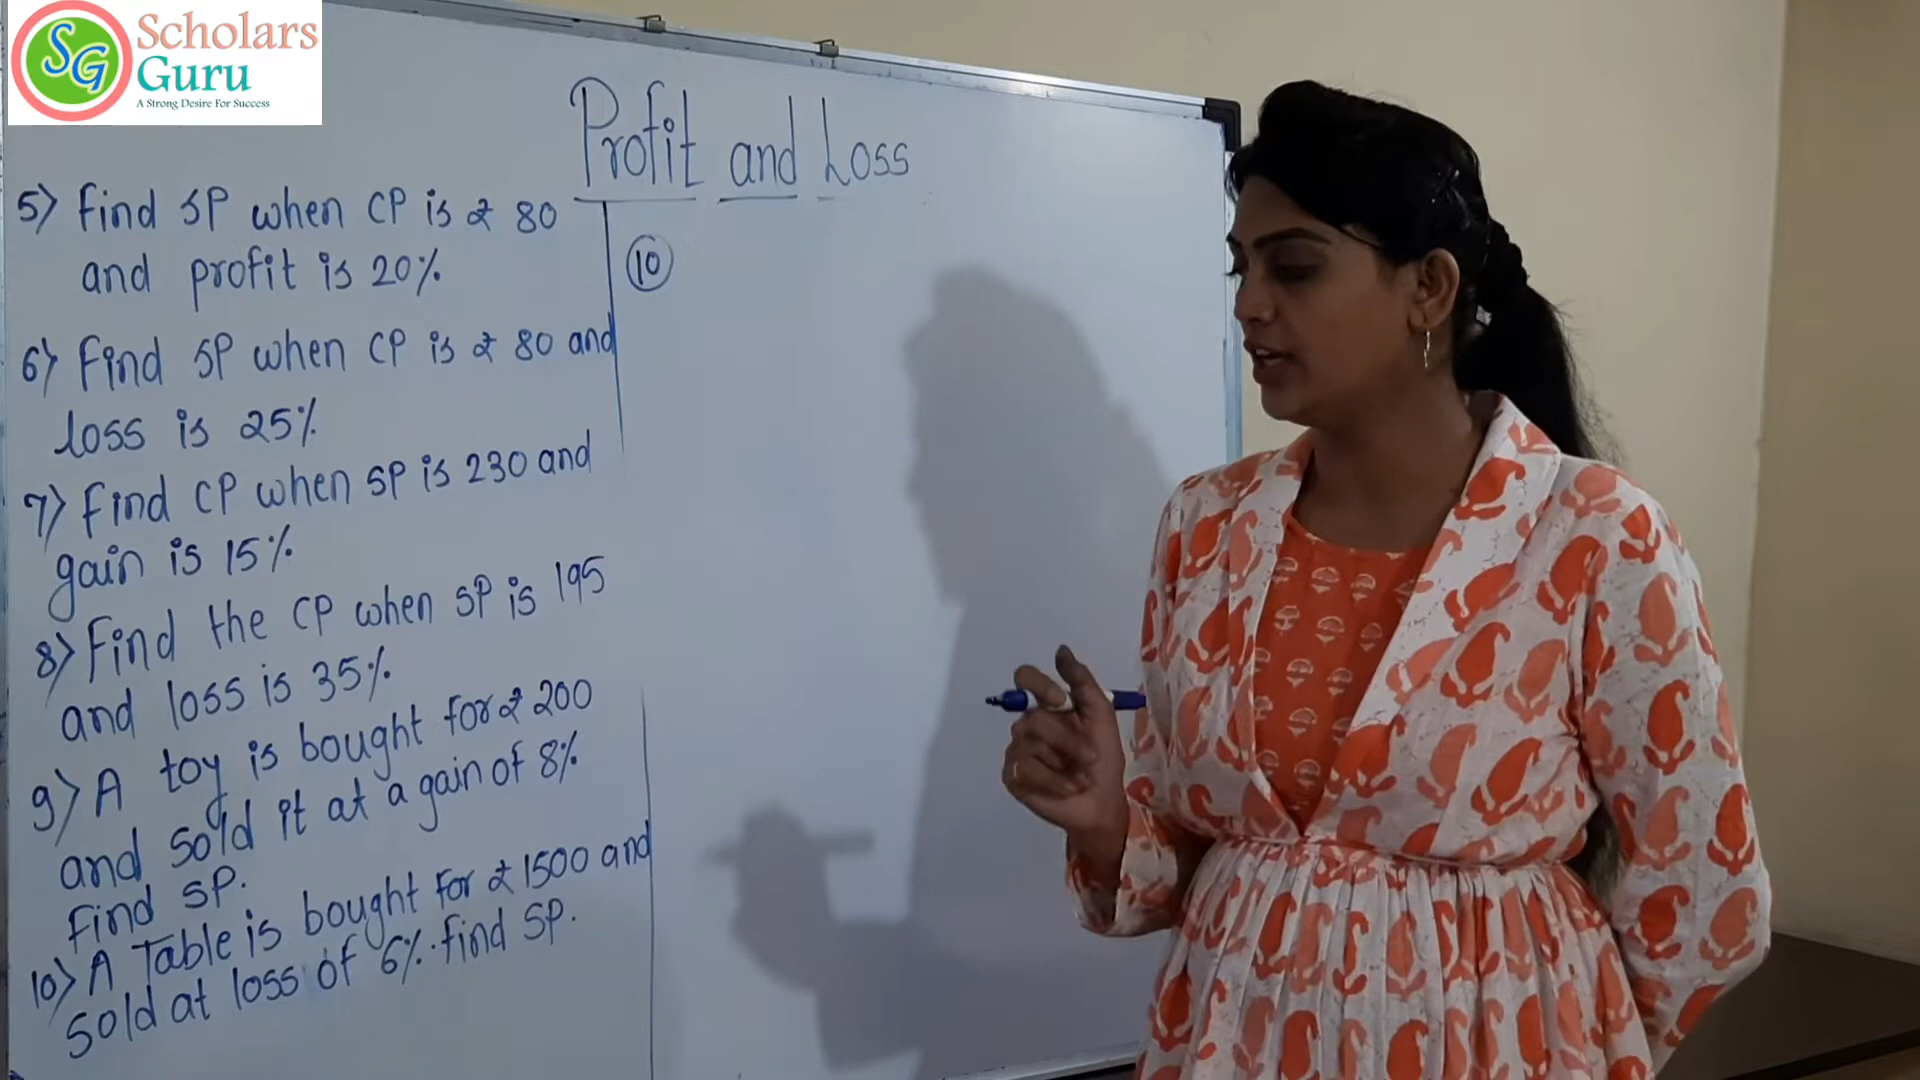 Scholars
Guru
A Strong Desire For Success
SG
Profit and Loss
5) Find SP when CP is ₹ 80
and profit is 20%
6) Find SP when CP is ₹ 80 and
loss is 25%
7) Find CP when SP is 230 and
gain is 15%
8) Find the CP when SP is 195
and loss is 35%
9) A toy is bought for ₹ 200
and sold it at a gain of 8%
Find SP.
10) A Table is bought for ₹ 1500 and
sold at loss of 6%. find SP.
10